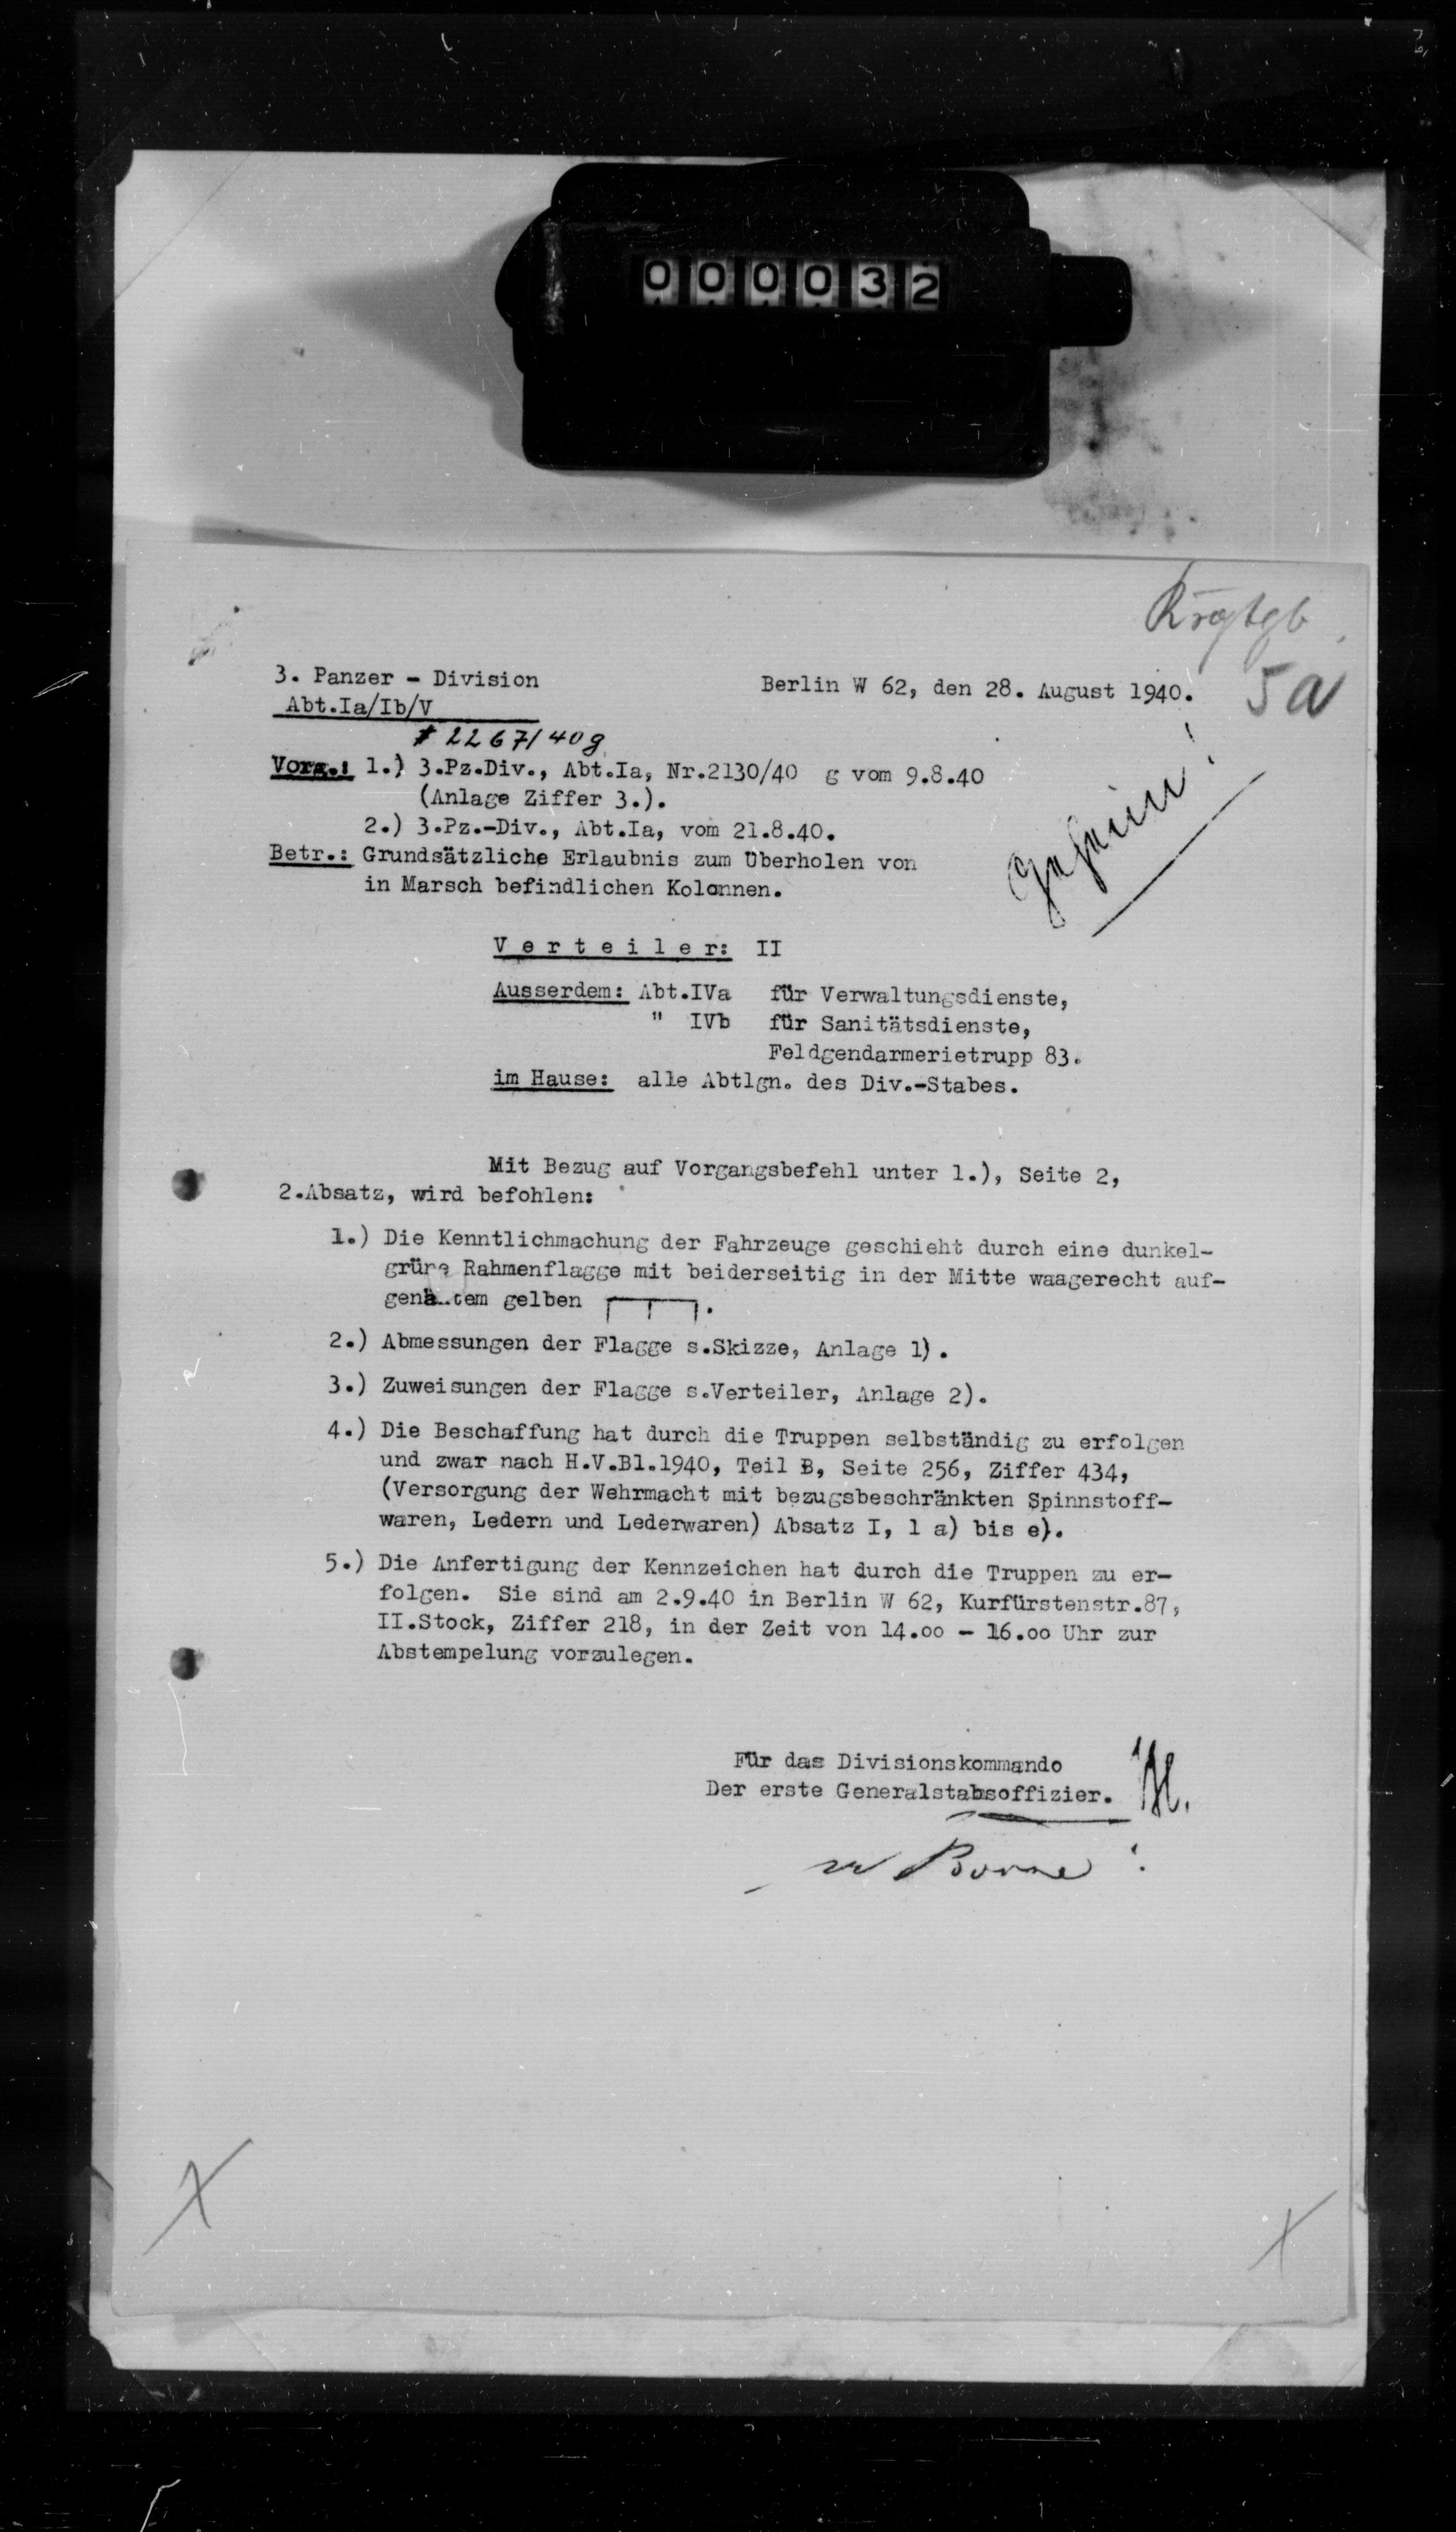 000032
Krgtgb
5a
3. Panzer - Division
Berlin W 62, den 28. August 1940.
Abt.Ia/Ib/V
2267/40 g
Geheim!
Vorg.: 1.) 3.Pz.Div., Abt.Ia, Nr.2130/40 g vom 9.8.40
(Anlage Ziffer 3.).
2.) 3.Pz.-Div., Abt.Ia, vom 21.8.40.
Betr.: Grundsätzliche Erlaubnis zum Überholen von
in Marsch befindlichen Kolonnen.
V e r t e i l e r: II
Ausserdem: Abt.IVa für Verwaltungsdienste,
" IVb für Sanitätsdienste,
Feldgendarmerietrupp 83.
im Hause: alle Abtlgn. des Div.-Stabes.
Mit Bezug auf Vorgangsbefehl unter 1.), Seite 2,
2.Absatz, wird befohlen:
1.) Die Kenntlichmachung der Fahrzeuge geschieht durch eine dunkel-
grüne Rahmenflagge mit beiderseitig in der Mitte waagerecht auf-
gelben .
2.) Abmessungen der Flagge s.Skizze, Anlage 1).
3.) Zuweisungen der Flagge s.Verteiler, Anlage 2).
4.) Die Beschaffung hat durch die Truppen selbständig zu erfolgen
und zwar nach H.V.Bl.1940, Teil B, Seite 256, Ziffer 434,
(Versorgung der Wehrmacht mit bezugsbeschränkten Spinnstoff-
waren, Ledern und Lederwaren) Absatz I, 1 a) bis e).
5.) Die Anfertigung der Kennzeichen hat durch die Truppen zu er-
folgen. Sie sind am 2.9.40 in Berlin W 62, Kurfürstenstr.87,
II.Stock, Ziffer 218, in der Zeit von 14.oo - 16.oo Uhr zur
Abstempelung vorzulegen.
Für das Divisionskommando
Der erste Generalstabsoffizier.